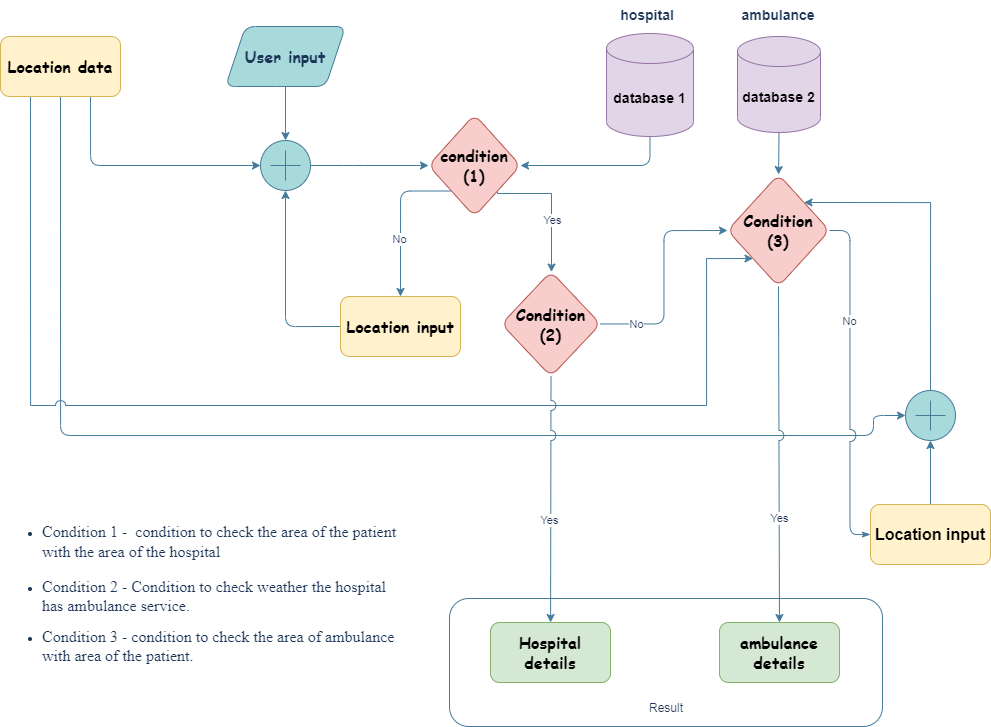 hospital
ambulance
Location data
User input
database 1
database 2
condition
(1)
No
Yes
Condition
(3)
Location input
Condition
(2)
No
No
Yes
Yes
Location input
• Condition 1 -  condition to check the area of the patient
with the area of the hospital
• Condition 2 - Condition to check weather the hospital
has ambulance service.
• Condition 3 - condition to check the area of ambulance
with area of the patient.
Hospital
details
ambulance
details
Result